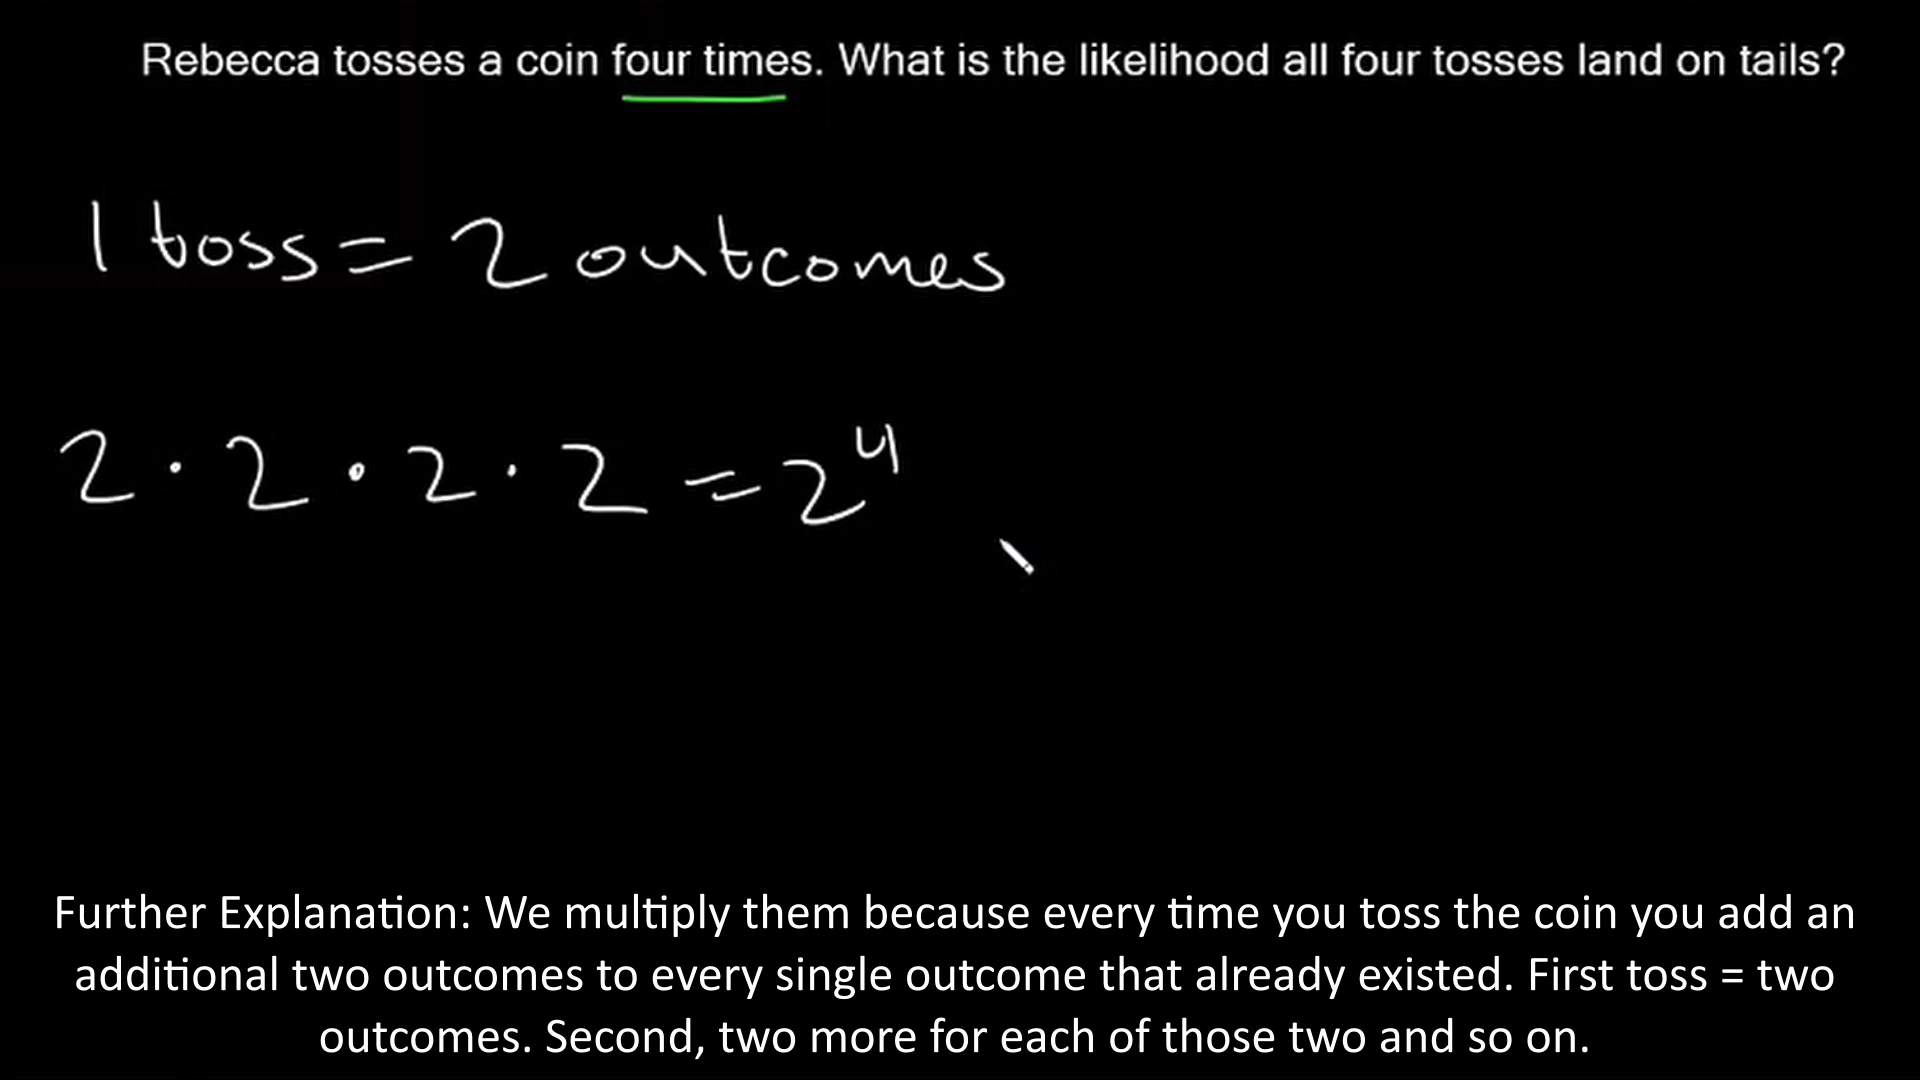 Rebecca tosses a coin four times. What is the likelihood all four tosses land on tails?
1 toss = 2 outcomes
2 · 2 · 2 · 2 = 2⁴
Further Explanation: We multiply them because every time you toss the coin you add an
additional two outcomes to every single outcome that already existed. First toss = two
outcomes. Second, two more for each of those two and so on.